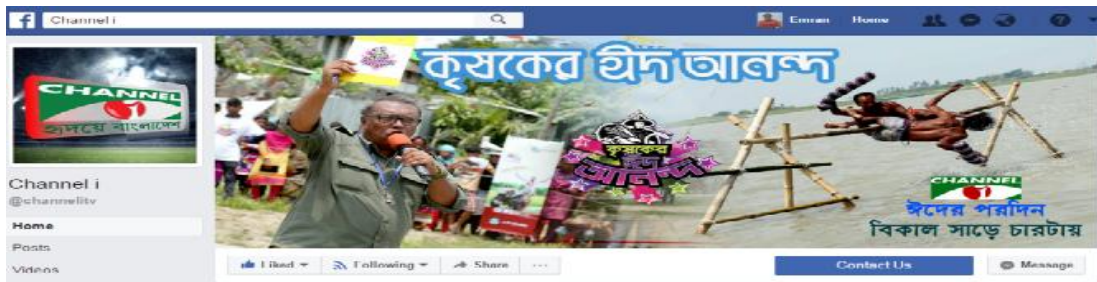 Channel i
Emran
Home
CHANNEL
i
হৃদয়ে বাংলাদেশ
কৃষকের ঈদ আনন্দ
কৃষকের
ঈদ
আনন্দ
CHANNEL
i
ঈদের পরদিন
বিকাল সাড়ে চারটায়
Channel i
@channelitv
Home
Posts
Videos
Liked
Following
Share
Contact Us
Message